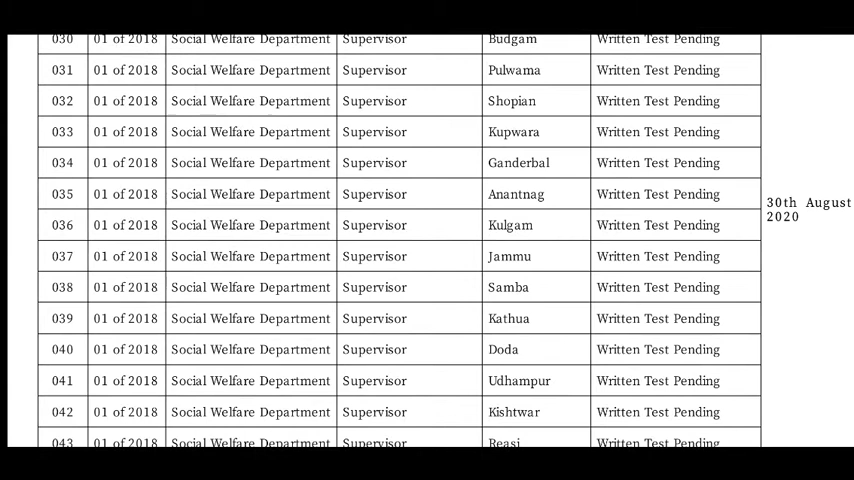 030 01 of 2018 Social Welfare Department Supervisor Budgam Written Test Pending
031 01 of 2018 Social Welfare Department Supervisor Pulwama Written Test Pending
032 01 of 2018 Social Welfare Department Supervisor Shopian Written Test Pending
033 01 of 2018 Social Welfare Department Supervisor Kupwara Written Test Pending
034 01 of 2018 Social Welfare Department Supervisor Ganderbal Written Test Pending
035 01 of 2018 Social Welfare Department Supervisor Anantnag Written Test Pending
30th August
2020
036 01 of 2018 Social Welfare Department Supervisor Kulgam Written Test Pending
037 01 of 2018 Social Welfare Department Supervisor Jammu Written Test Pending
038 01 of 2018 Social Welfare Department Supervisor Samba Written Test Pending
039 01 of 2018 Social Welfare Department Supervisor Kathua Written Test Pending
040 01 of 2018 Social Welfare Department Supervisor Doda Written Test Pending
041 01 of 2018 Social Welfare Department Supervisor Udhampur Written Test Pending
042 01 of 2018 Social Welfare Department Supervisor Kishtwar Written Test Pending
043 01 of 2018 Social Welfare Department Supervisor Reasi Written Test Pending